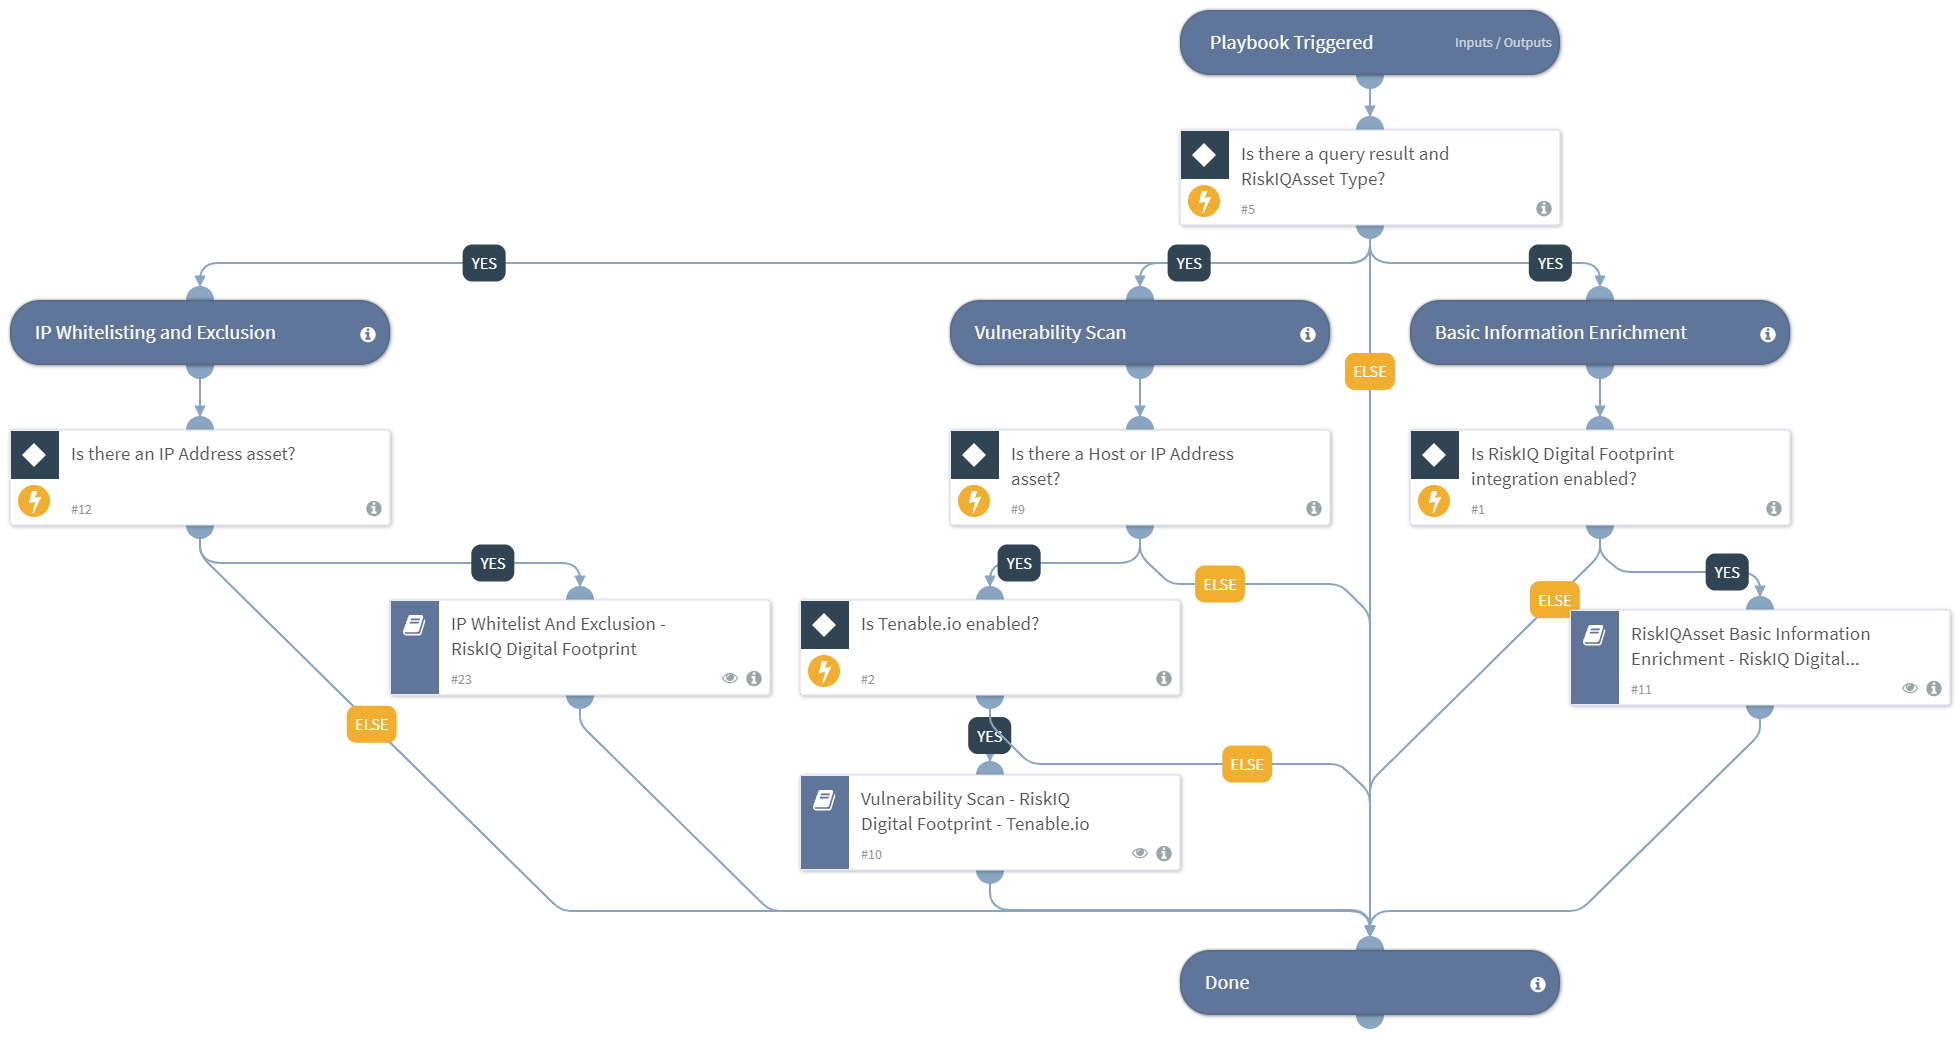 Playbook Triggered
Inputs / Outputs
Is there a query result and
RiskIQAsset Type?
#5
YES
YES
YES
IP Whitelisting and Exclusion
Vulnerability Scan
Basic Information Enrichment
ELSE
Is there an IP Address asset?
#12
Is there a Host or IP Address
asset?
#9
Is RiskIQ Digital Footprint
integration enabled?
#1
YES
YES
ELSE
YES
ELSE
IP Whitelist And Exclusion -
RiskIQ Digital Footprint
#23
Is Tenable.io enabled?
#2
RiskIQAsset Basic Information
Enrichment - RiskIQ Digital...
#11
ELSE
YES
ELSE
Vulnerability Scan - RiskIQ
Digital Footprint - Tenable.io
#10
Done